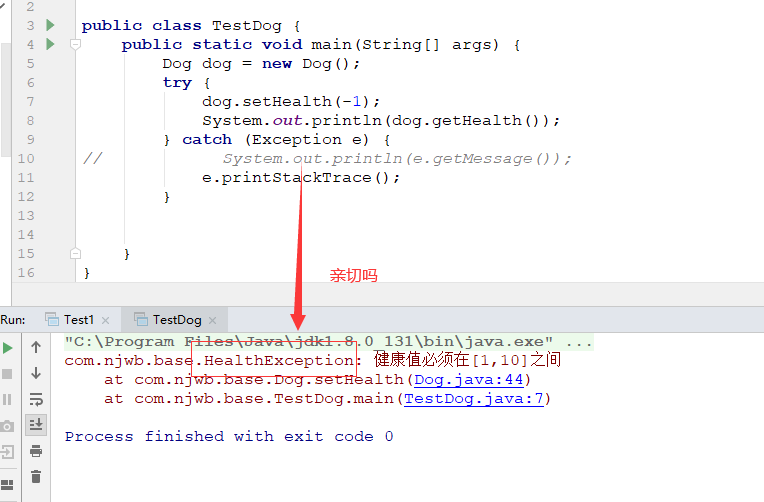 2
3 public class TestDog {
4 public static void main(String[] args) {
5 Dog dog = new Dog();
6 try {
7 dog.setHealth(-1);
8 System.out.println(dog.getHealth());
9 } catch (Exception e) {
10 // System.out.println(e.getMessage());
11 e.printStackTrace();
12 }
13
14
15 }
16 }
亲切吗
Run: Test1 × TestDog ×
"C:\Program Files\Java\jdk1.8.0_131\bin\java.exe" ...
com.njwb.base.HealthException: 健康值必须在[1,10]之间
at com.njwb.base.Dog.setHealth(Dog.java:44)
at com.njwb.base.TestDog.main(TestDog.java:7)
Process finished with exit code 0